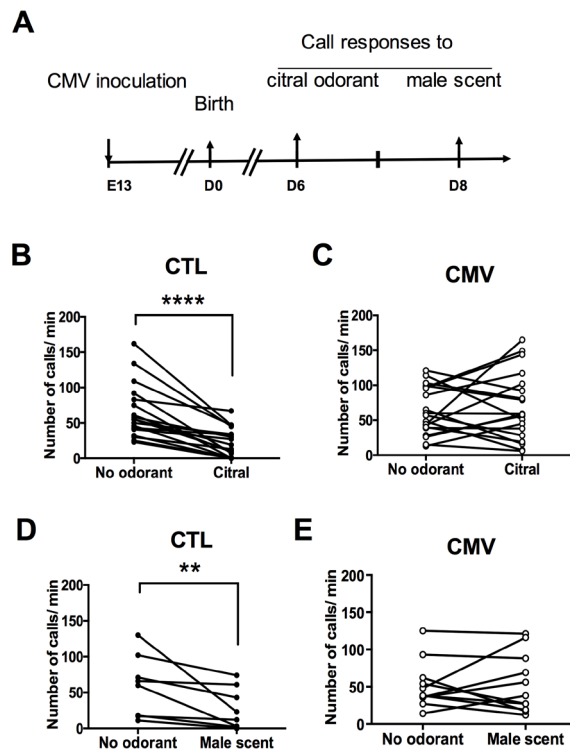 A
Call responses to
CMV inoculation
citral odorant male scent
Birth
E13 D0 D6 D8
B
CTL
****
Number of calls/ min
200
150
100
50
0
No odorant Citral
C
CMV
Number of calls/ min
200
150
100
50
0
No odorant Citral
D
CTL
**
Number of calls/ min
200
150
100
50
0
No odorant Male scent
E
CMV
Number of calls/ min
200
150
100
50
0
No odorant Male scent